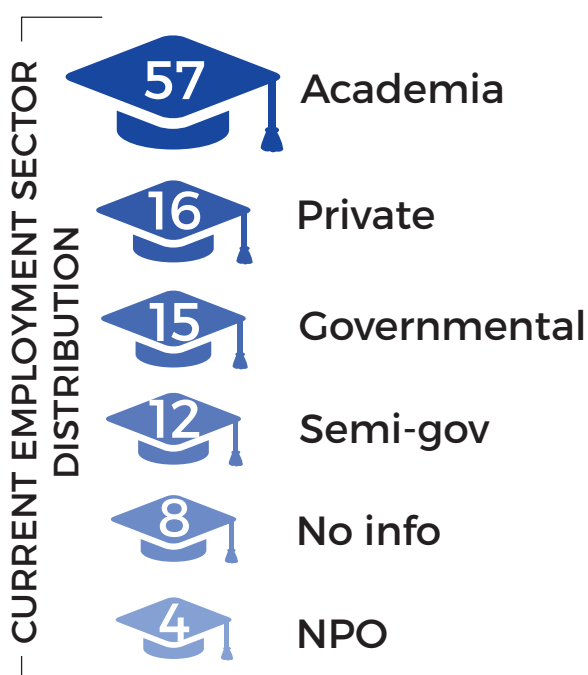 CURRENT EMPLOYMENT SECTOR
DISTRIBUTION
57 Academia
16 Private
15 Governmental
12 Semi-gov
8 No info
4 NPO